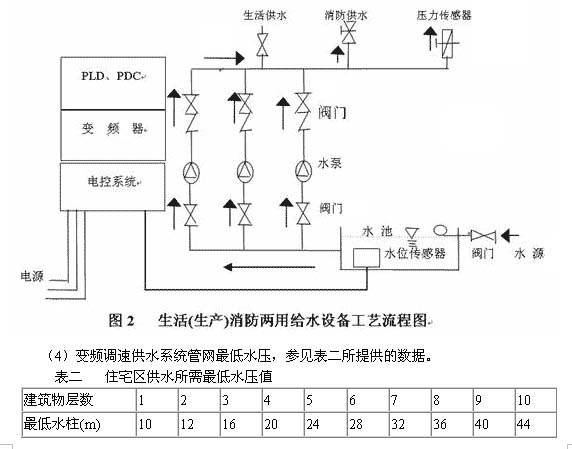 生活供水
消防供水
压力传感器
PLD、PDC
变 频 器
电控系统
阀门
水泵
阀门
水 池
水位传感器
阀门
水 源
电源
图 2 生活(生产)消防两用给水设备工艺流程图
（4）变频调速供水系统管网最低水压，参见表二所提供的数据。
表二 住宅区供水所需最低水压值
建筑物层数 1 2 3 4 5 6 7 8 9 10
最低水柱(m) 10 12 16 20 24 28 32 36 40 44